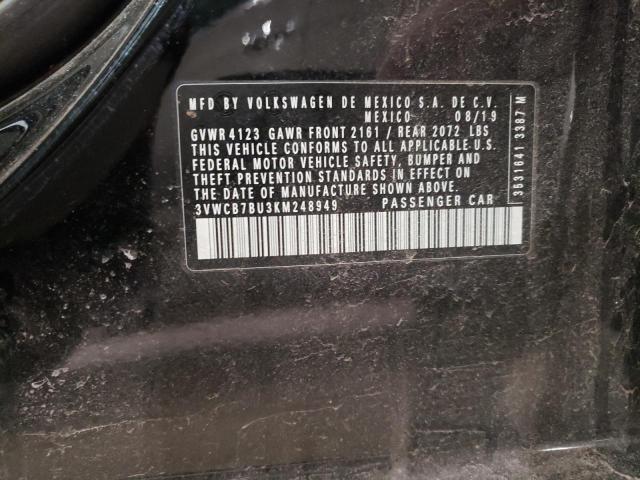 MFD BY VOLKSWAGEN DE MEXICO S.A. DE C.V.
MEXICO 08/19
GVWR 4123 GAWR FRONT 2161 / REAR 2072 LBS
THIS VEHICLE CONFORMS TO ALL APPLICABLE U.S.
FEDERAL MOTOR VEHICLE SAFETY, BUMPER AND
THEFT PREVENTION STANDARDS IN EFFECT ON
THE DATE OF MANUFACTURE SHOWN ABOVE.
3VWCB7BU3KM248949 PASSENGER CAR
3531641 3387 M